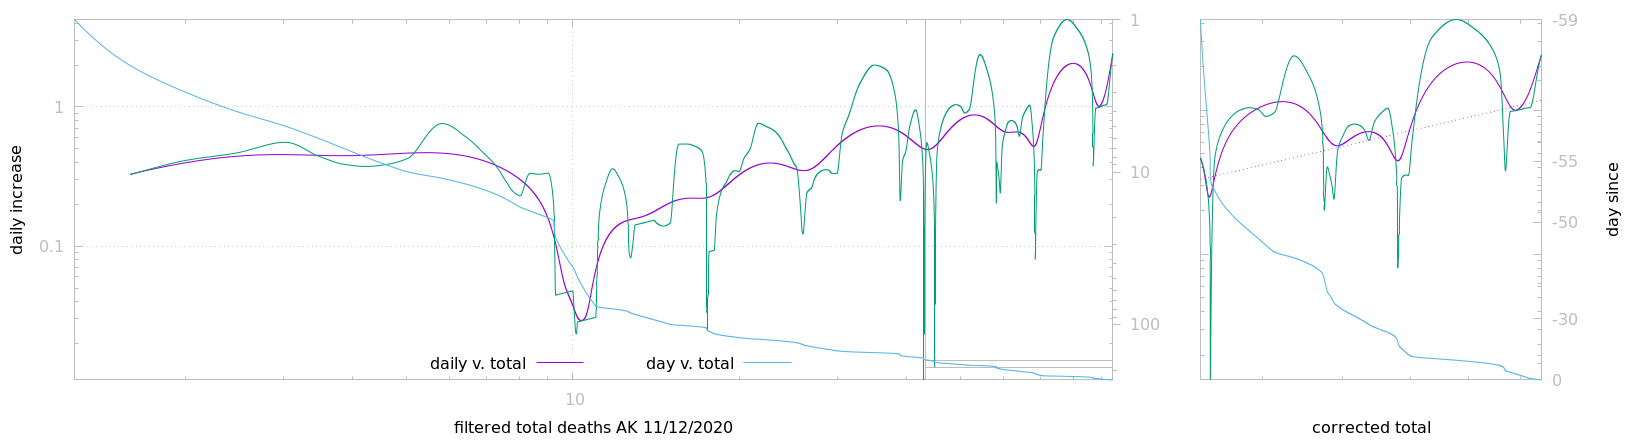 1
-59
1
daily increase
10
-55
day since
0.1
-50
100
-30
daily v. total
day v. total
0
10
filtered total deaths AK 11/12/2020
corrected total